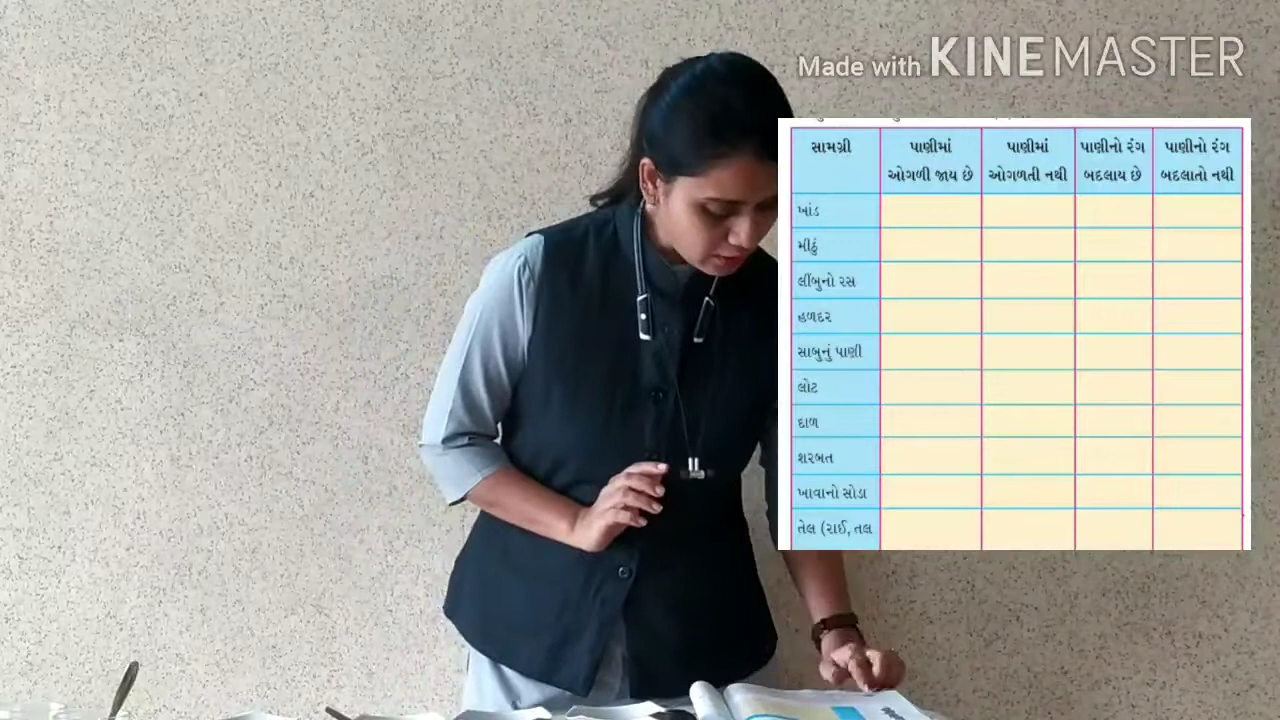 Made with KINEMASTER
સામગ્રી પાણીમાં ઓગળી જાય છે પાણીમાં ઓગળતી નથી પાણીનો રંગ બદલાય છે પાણીનો રંગ બદલાતો નથી
ખાંડ
મીઠું
લીંબુનો રસ
હળદર
સાબુનું પાણી
લોટ
દાળ
શરબત
ખાવાનો સોડા
તેલ (રાઈ, તલ